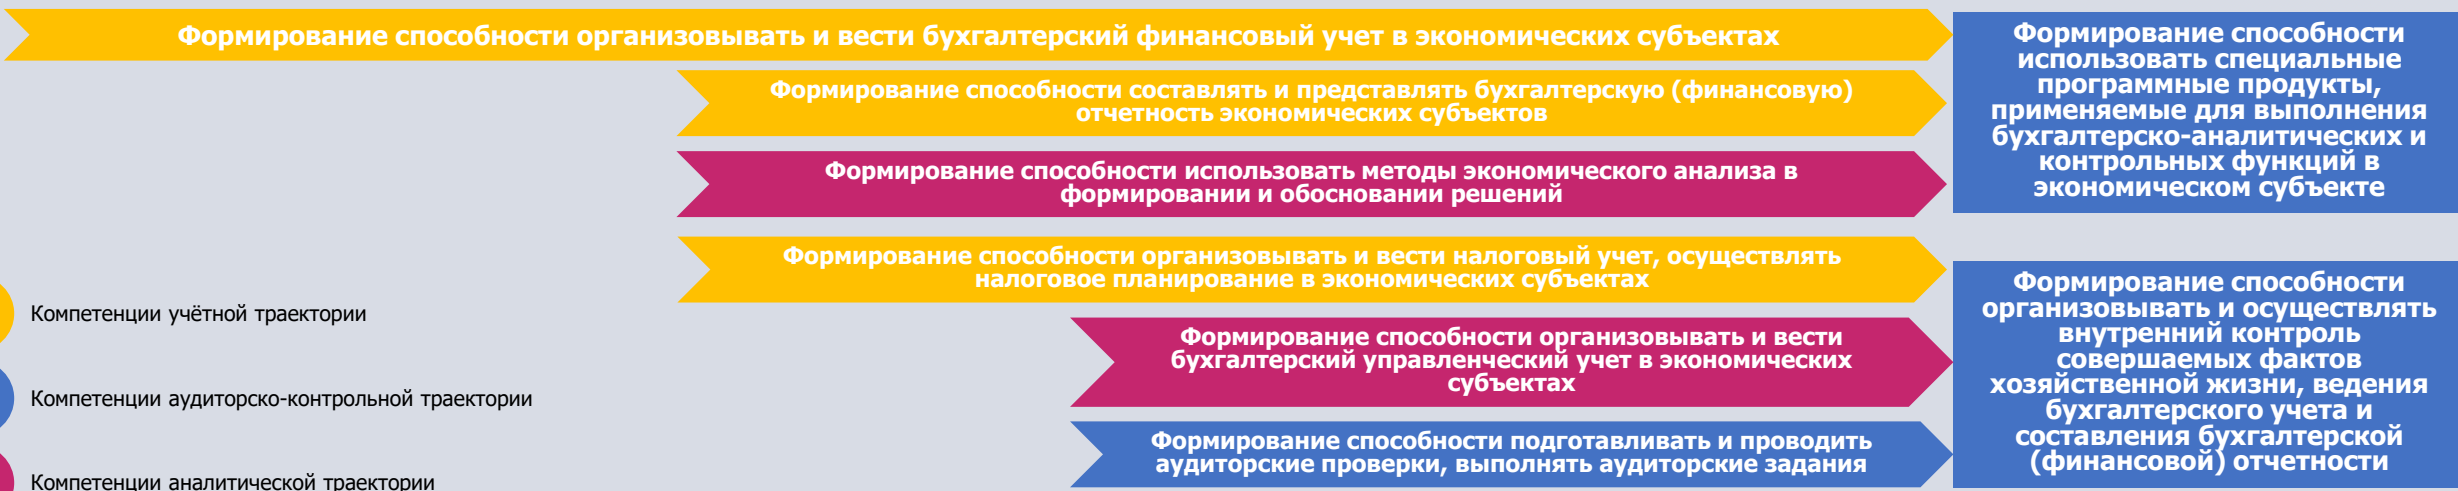 Формирование способности организовывать и вести бухгалтерский финансовый учет в экономических субъектах
Формирование способности составлять и представлять бухгалтерскую (финансовую)
отчетность экономических субъектов
Формирование способности использовать методы экономического анализа в
формировании и обосновании решений
Формирование способности организовывать и вести налоговый учет, осуществлять
налоговое планирование в экономических субъектах
Формирование способности организовывать и вести
бухгалтерский управленческий учет в экономических
субъектах
Формирование способности подготавливать и проводить
аудиторские проверки, выполнять аудиторские задания
Формирование способности
использовать специальные
программные продукты,
применяемые для выполнения
бухгалтерско-аналитических и
контрольных функций в
экономическом субъекте
Формирование способности
организовывать и осуществлять
внутренний контроль
совершаемых фактов
хозяйственной жизни, ведения
бухгалтерского учета и
составления бухгалтерской
(финансовой) отчетности
Компетенции учётной траектории
Компетенции аудиторско-контрольной траектории
Компетенции аналитической траектории